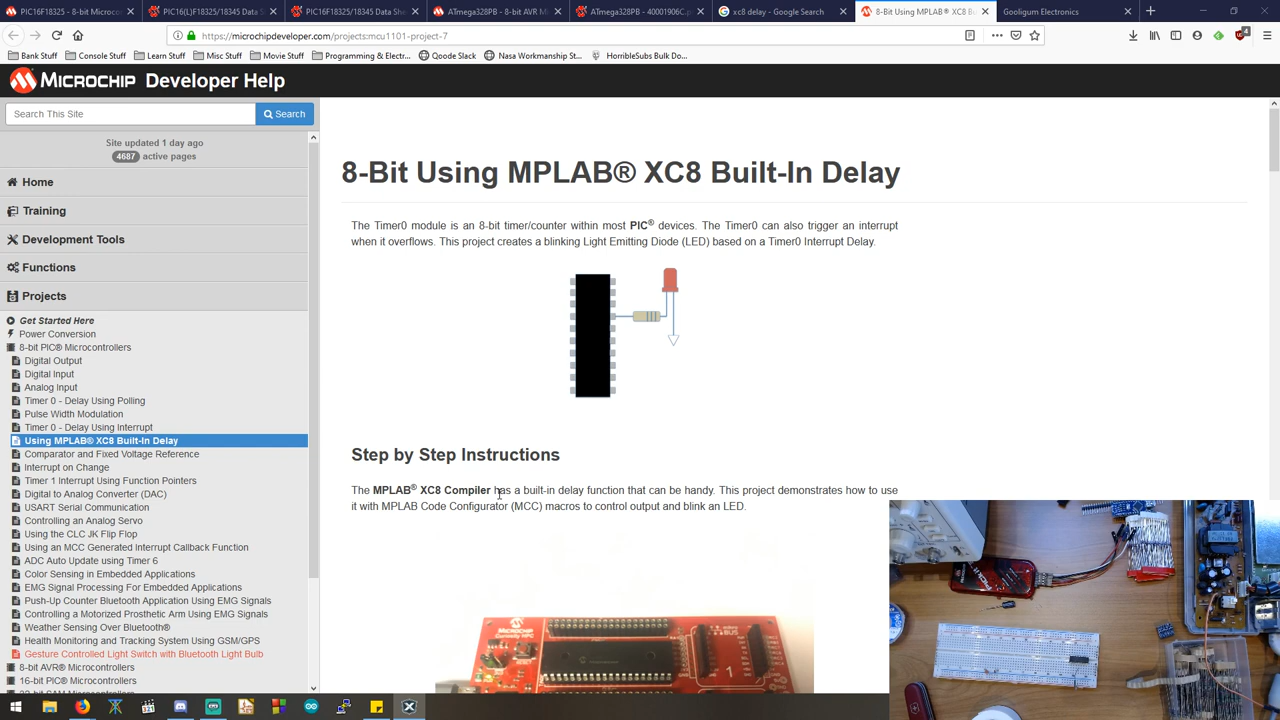 PIC16F18325 - 8-bit Microcc
PIC16(L)F18325/18345 Data S
PIC16F18325/18345 Data She
ATmega328PB - 8-bit AVR M
ATmega328PB - 40001906C.p
xc8 delay - Google Search
8-Bit Using MPLAB® XC8 B
Gooligum Electronics
https://microchipdeveloper.com/projects:mcu1101-project-7
Bank Stuff
Console Stuff
Learn Stuff
Misc Stuff
Movie Stuff
Programming & Electr...
Qoode Slack
Nasa Workmanship St...
HorribleSubs Bulk Do...
MICROCHIP Developer Help
Search This Site
Search
Site updated 1 day ago
4687 active pages
Home
Training
Development Tools
Functions
Projects
Get Started Here
Power Conversion
8-bit PIC® Microcontrollers
Digital Output
Digital Input
Analog Input
Timer 0 - Delay Using Polling
Pulse Width Modulation
Timer 0 - Delay Using Interrupt
Using MPLAB® XC8 Built-In Delay
Comparator and Fixed Voltage Reference
Interrupt on Change
Timer 1 Interrupt Using Function Pointers
Digital to Analog Converter (DAC)
USART Serial Communication
Controlling an Analog Servo
Using the CLC JK Flip Flop
Using an MCC Generated Interrupt Callback Function
ADC Auto Update using Timer 6
Color Sensing in Embedded Applications
EMG Signal Processing For Embedded Applications
Push-Up Counter Bluetooth Application Using EMG Signals
Controlling a Motorized Prosthetic Arm Using EMG Signals
Weather Sensing Over Bluetooth®
Health Monitoring and Tracking System Using GSM/GPS
Gesture Controlled Light Switch with Bluetooth Light Bulb
8-bit AVR® Microcontrollers
16-bit PIC® Microcontrollers
8-Bit Using MPLAB® XC8 Built-In Delay
The Timer0 module is an 8-bit timer/counter within most PIC® devices. The Timer0 can also trigger an interrupt
when it overflows. This project creates a blinking Light Emitting Diode (LED) based on a Timer0 Interrupt Delay.
Step by Step Instructions
The MPLAB® XC8 Compiler has a built-in delay function that can be handy. This project demonstrates how to use
it with MPLAB Code Configurator (MCC) macros to control output and blink an LED.
MICROCHIP